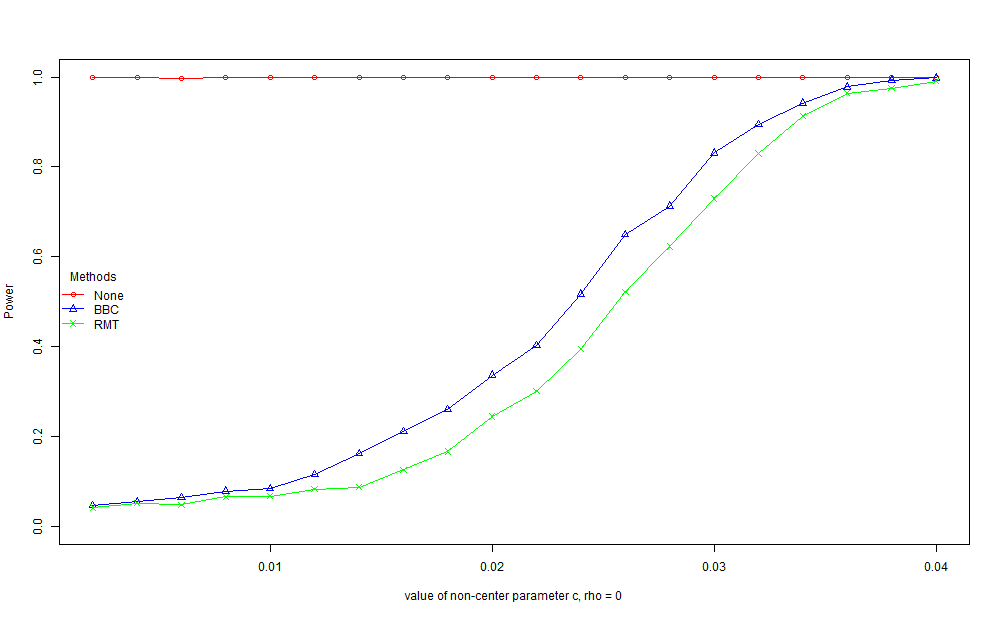 1.0
0.8
0.6
0.4
0.2
0.0
Power
Methods
None
BBC
RMT
0.01 0.02 0.03 0.04
value of non-center parameter c, rho = 0